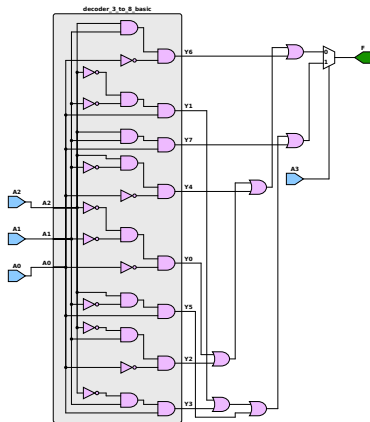 decoder_3_to_8_basic
Y6
F
0
1
Y1
Y7
A3
Y4
A2
A2
A1
A1
A0
A0
Y0
Y5
Y2
Y3